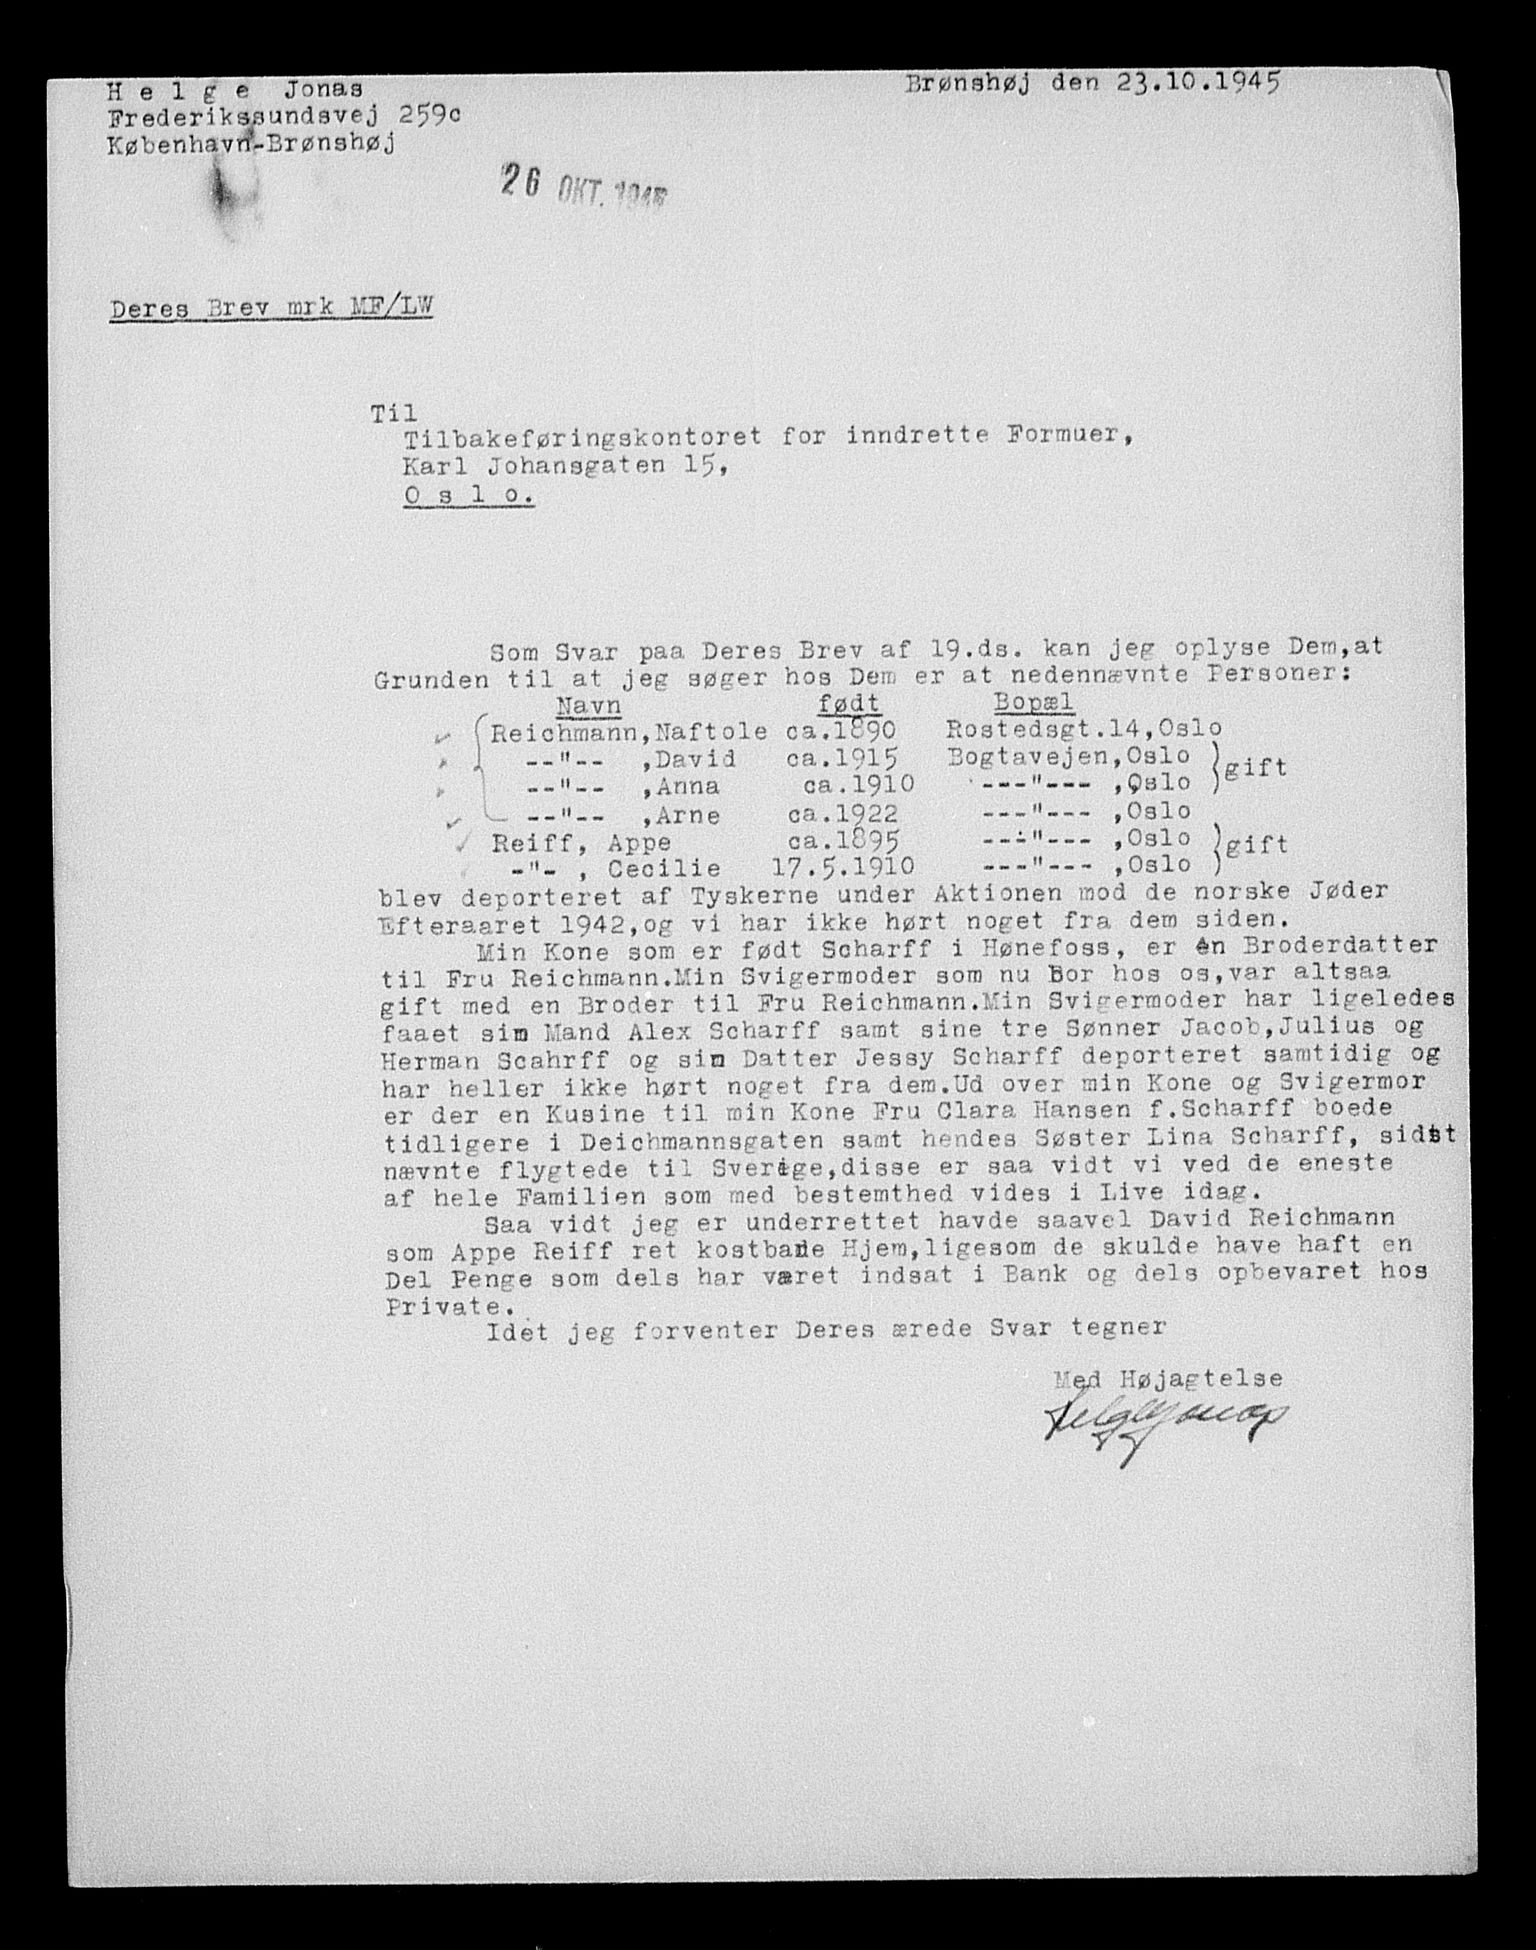 H e l g e  Jonas
Brønshøj den 23.10.1945
Frederikssundsvej 259c
København-Brønshøj
26 OKT. 1945
Deres Brev mrk MF/LW
Til
Tilbakeføringskontoret for inndrette Formuer,
Karl Johansgaten 15,
O s l o.
Som Svar paa Deres Brev af 19.ds. kan jeg oplyse Dem,at
Grunden til at jeg søger hos Dem er at nedennævnte Personer:
Navn født Bopæl
Reichmann,Naftole ca.1890 Rostedsgt.14,Oslo
--"-- ,David ca.1915 Bogtavejen,Oslo
--"-- ,Anna ca.1910 ---"--- ,Oslo } gift
--"-- ,Arne ca.1922 ---"--- ,Oslo
Reiff, Appe ca.1895 ---"--- ,Oslo
-"- , Cecilie 17.5.1910 ---"--- ,Oslo } gift
blev deporteret af Tyskerne under Aktionen mod de norske Jøder
Efteraaret 1942,og vi har ikke hørt noget fra dem siden.
Min Kone som er født Scharff i Hønefoss, er én Broderdatter
til Fru Reichmann.Min Svigermoder som nu Bor hos os,var altsaa
gift med en Broder til Fru Reichmann.Min Svigermoder har ligeledes
faaet sin Mand Alex Scharff samt sine tre Sønner Jacob,Julius og
Herman Scahrff og sin Datter Jessy Scharff deporteret samtidig og
har heller ikke hørt noget fra dem.Ud over min Kone og Svigermor
er der en Kusine til min Kone Fru Clara Hansen f.Scharff boede
tidligere i Deichmannsgaten samt hendes Søster Lina Scharff, sidst
nævnte flygtede til Sverige,disse er saa vidt vi ved de eneste
af hele Familien som med bestemthed vides i Live idag.
Saa vidt jeg er underrettet havde saavel David Reichmann
som Appe Reiff ret kostbare Hjem,ligesom de skulde have haft en
Del Penge som dels har været indsat i Bank og dels opbevaret hos
Private.
Idet jeg forventer Deres ærede Svar tegner
Med Højagtelse
Helge Jonas